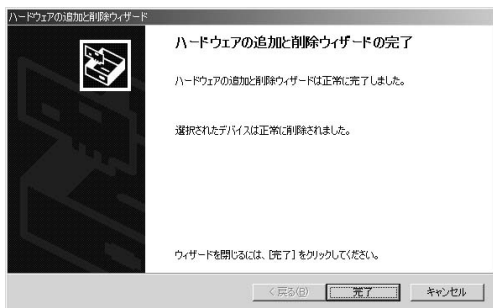 ハードウェアの追加と削除ウィザード
ハードウェアの追加と削除ウィザードの完了
ハードウェアの追加と削除ウィザードは正常に完了しました。
選択されたデバイスは正常に削除されました。
ウィザードを閉じるには、[完了] をクリックしてください。
< 戻る(B)
完了
キャンセル